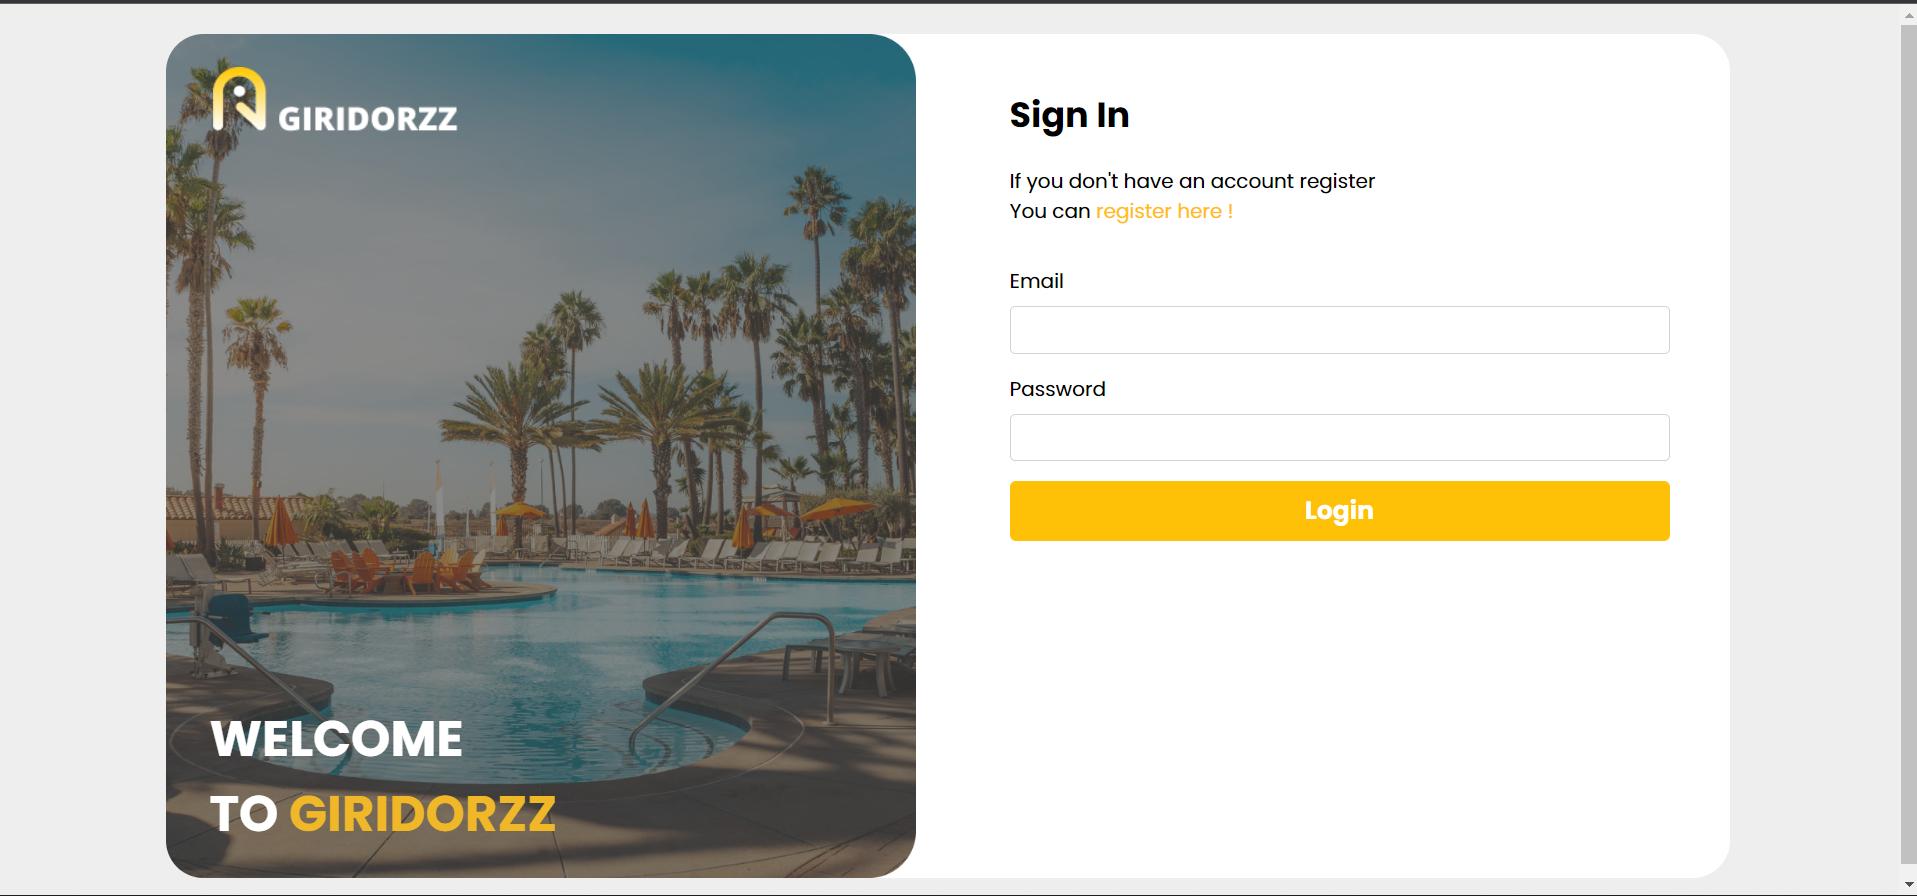 GIRIDORZZ
WELCOME
TO GIRIDORZZ
Sign In
If you don't have an account register
You can register here !
Email
Password
Login